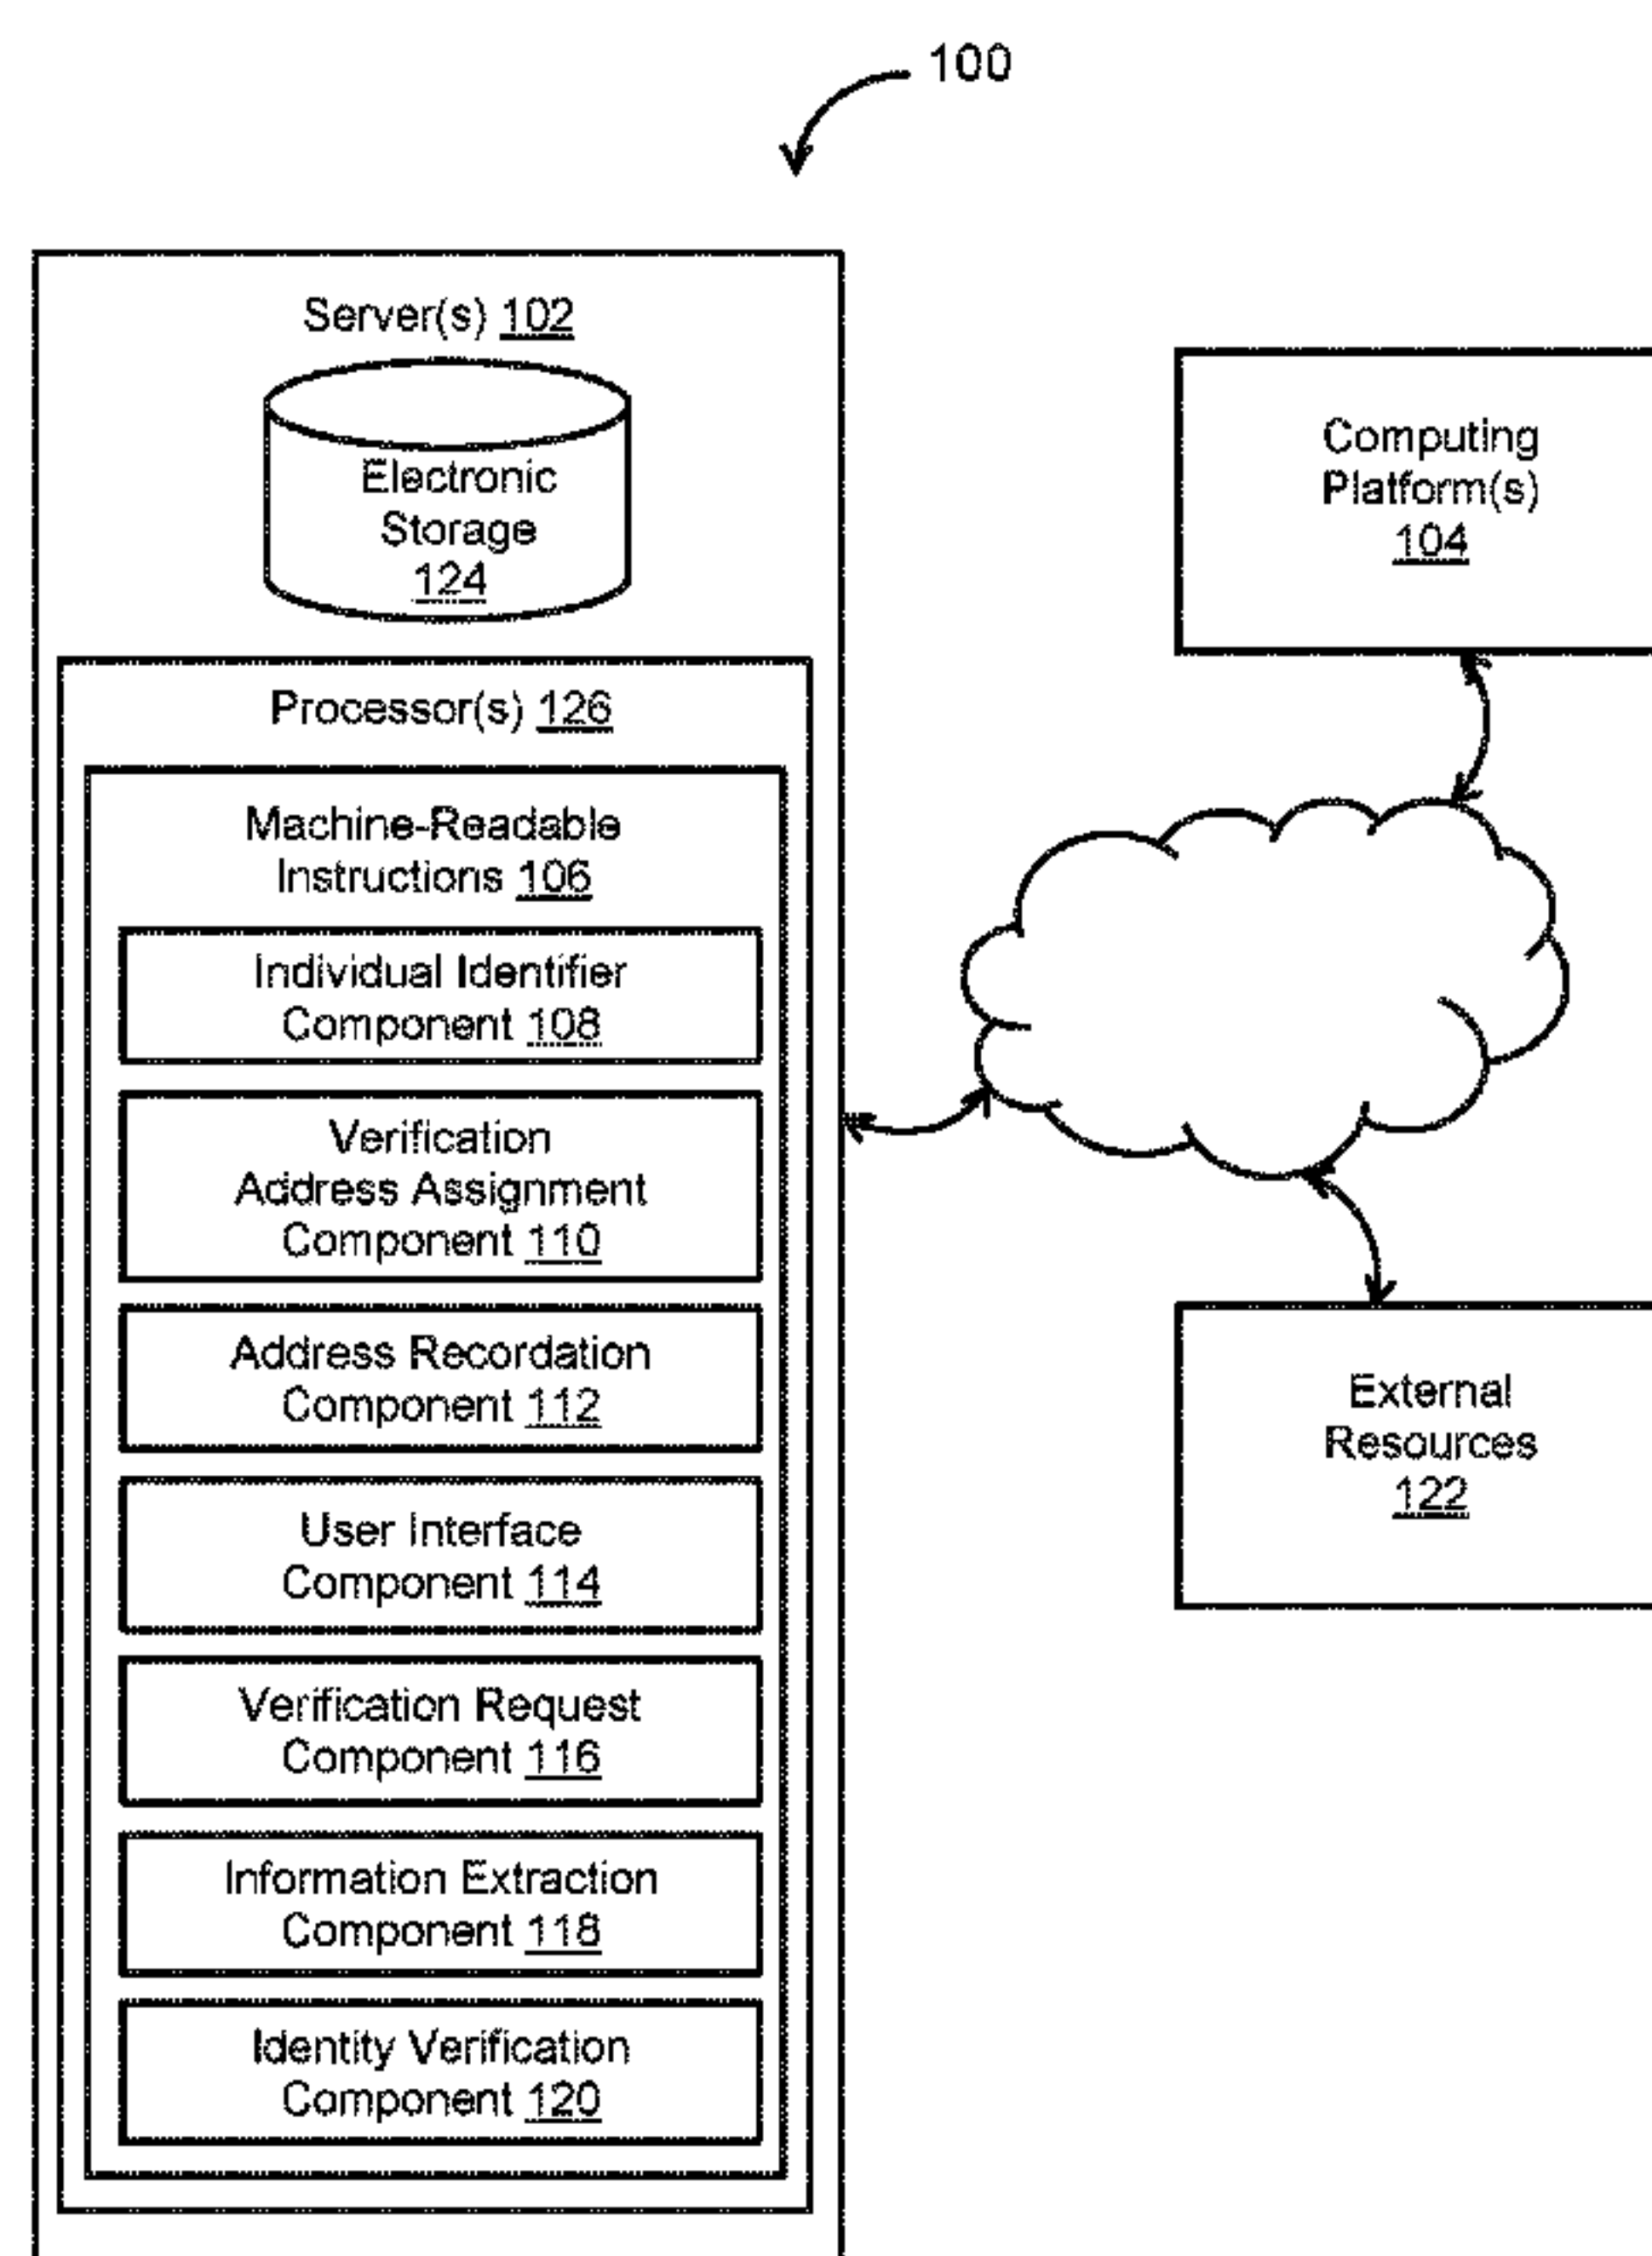 100
Server(s) 102
Electronic
Storage
124
Processor(s) 126
Machine-Readable
Instructions 106
Individual Identifier
Component 108
Verification
Address Assignment
Component 110
Address Recordation
Component 112
User Interface
Component 114
Verification Request
Component 116
Information Extraction
Component 118
Identity Verification
Component 120
Computing
Platform(s)
104
External
Resources
122